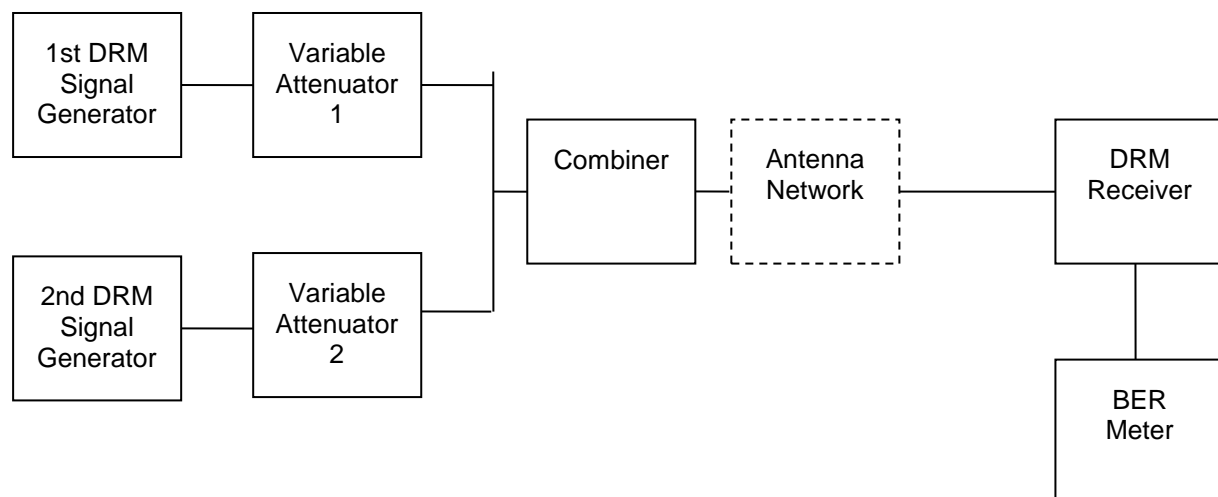 1st DRM
Signal
Generator
Variable
Attenuator
1
Combiner
Antenna
Network
DRM
Receiver
2nd DRM
Signal
Generator
Variable
Attenuator
2
BER
Meter